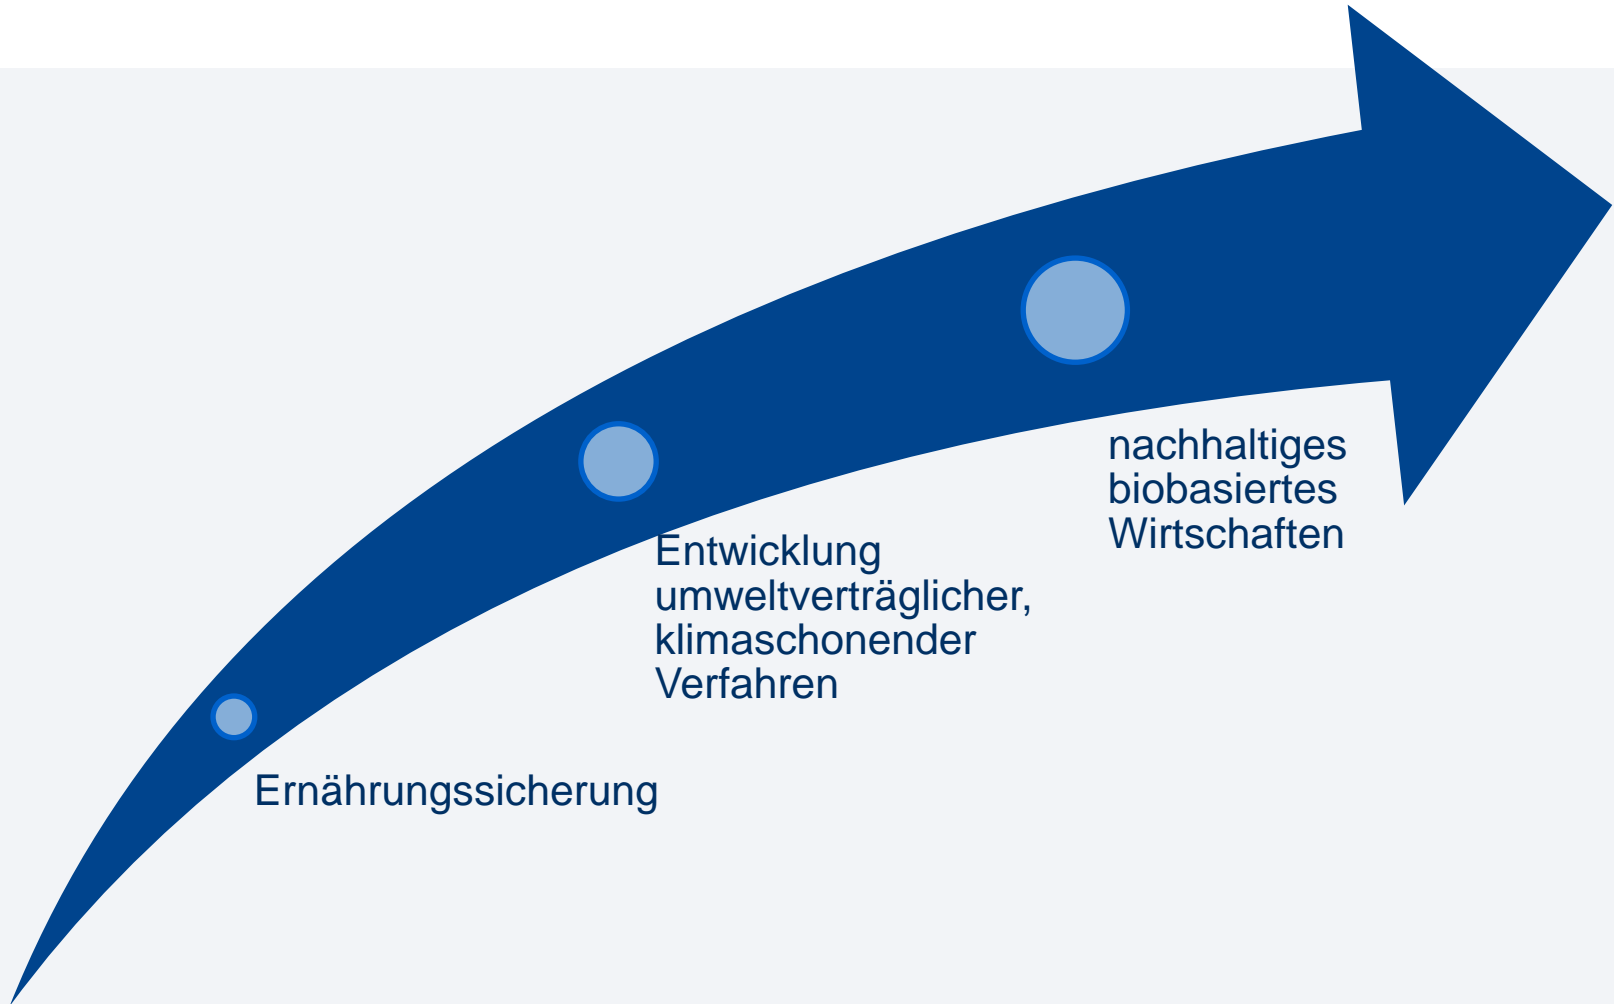 nachhaltiges
biobasiertes
Wirtschaften
Entwicklung
umweltverträglicher,
klimaschonender
Verfahren
Ernährungssicherung